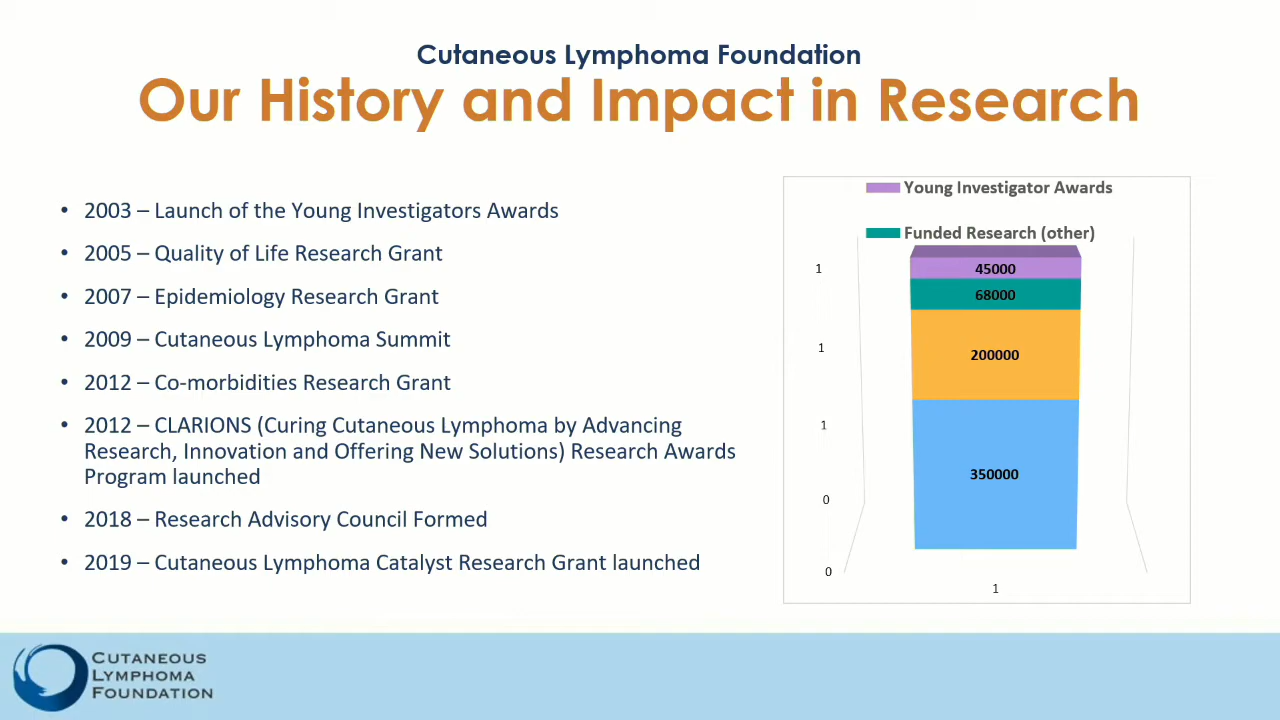 Cutaneous Lymphoma Foundation
Our History and Impact in Research
• 2003 – Launch of the Young Investigators Awards
• 2005 – Quality of Life Research Grant
• 2007 – Epidemiology Research Grant
• 2009 – Cutaneous Lymphoma Summit
• 2012 – Co-morbidities Research Grant
• 2012 – CLARIONS (Curing Cutaneous Lymphoma by Advancing
Research, Innovation and Offering New Solutions) Research Awards
Program launched
• 2018 – Research Advisory Council Formed
• 2019 – Cutaneous Lymphoma Catalyst Research Grant launched
Young Investigator Awards
Funded Research (other)
1
1
1
0
0
45000
68000
200000
350000
1
CUTANEOUS
LYMPHOMA
FOUNDATION